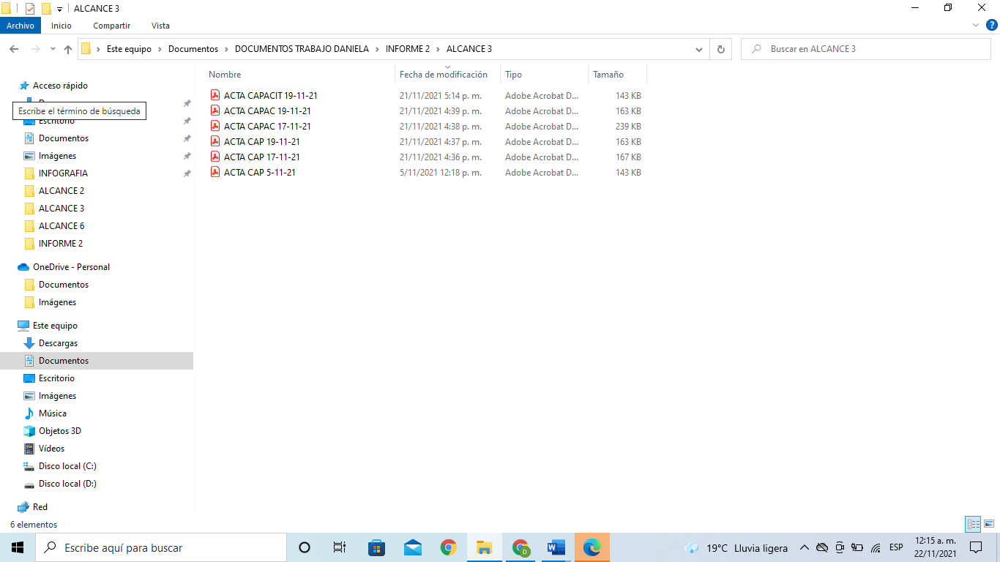 ALCANCE 3
Archivo Inicio Compartir Vista
Este equipo Documentos DOCUMENTOS TRABAJO DANIELA INFORME 2 ALCANCE 3
Buscar en ALCANCE 3
Nombre Fecha de modificación Tipo Tamaño
ACTA CAPACIT 19-11-21 21/11/2021 5:14 p. m. Adobe Acrobat D... 143 KB
ACTA CAPAC 19-11-21 21/11/2021 4:39 p. m. Adobe Acrobat D... 163 KB
ACTA CAPAC 17-11-21 21/11/2021 4:38 p. m. Adobe Acrobat D... 239 KB
ACTA CAP 19-11-21 21/11/2021 4:37 p. m. Adobe Acrobat D... 163 KB
ACTA CAP 17-11-21 21/11/2021 4:36 p. m. Adobe Acrobat D... 167 KB
ACTA CAP 5-11-21 5/11/2021 12:18 p. m. Adobe Acrobat D... 143 KB
Acceso rápido
Escribe el término de búsqueda
Escritorio
Documentos
Imágenes
INFOGRAFIA
ALCANCE 2
ALCANCE 3
ALCANCE 6
INFORME 2
OneDrive - Personal
Documentos
Imágenes
Este equipo
Descargas
Documentos
Escritorio
Imágenes
Música
Objetos 3D
Vídeos
Disco local (C:)
Disco local (D:)
Red
6 elementos
Escribe aquí para buscar
19°C Lluvia ligera
ESP
12:15 a. m.
22/11/2021